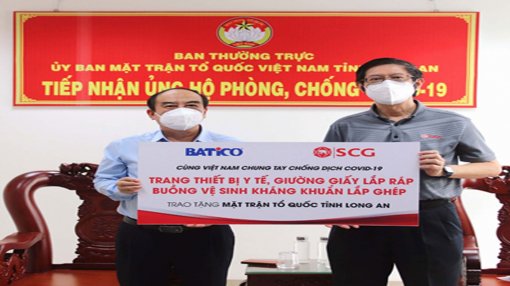 BAN THƯỜNG TRỰC
ỦY BAN MẶT TRẬN TỔ QUỐC VIỆT NAM TỈNH AN
TIẾP NHẬN ỦNG HỘ PHÒNG, CHỐNG -19
BATICO SCG
CÙNG VIỆT NAM CHUNG TAY CHỐNG DỊCH COVID-19
TRANG THIẾT BỊ Y TẾ, GIƯỜNG GIẤY LẮP RÁP
BUỒNG VỆ SINH KHÁNG KHUẨN LẮP GHÉP
TRAO TẶNG MẶT TRẬN TỔ QUỐC TỈNH LONG AN